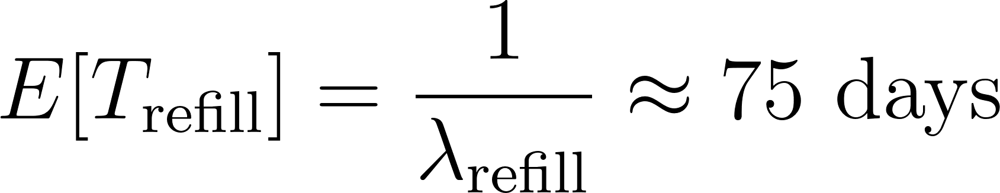 E[T_refill] = 1/λ_refill ≈ 75 days